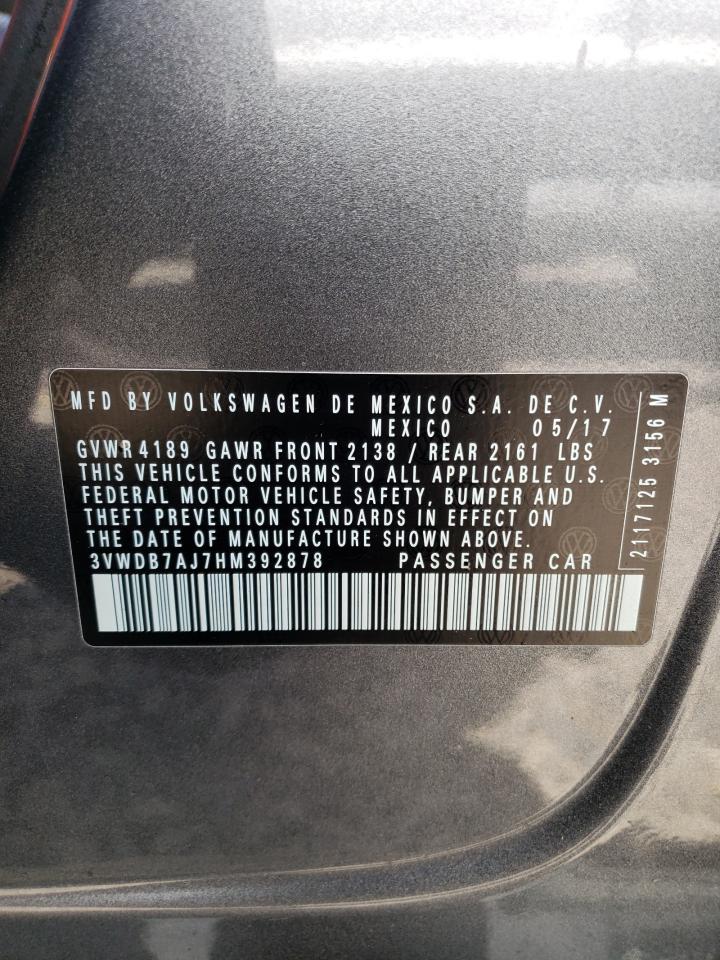 MFD BY VOLKSWAGEN DE MEXICO S.A. DE C.V.
MEXICO 05/17
GVWR 4189 GAWR FRONT 2138 / REAR 2161 LBS
THIS VEHICLE CONFORMS TO ALL APPLICABLE U.S.
FEDERAL MOTOR VEHICLE SAFETY, BUMPER AND
THEFT PREVENTION STANDARDS IN EFFECT ON
THE DATE OF MANUFACTURE SHOWN ABOVE.
3VWDB7AJ7HM392878 PASSENGER CAR
2117125 3156 M